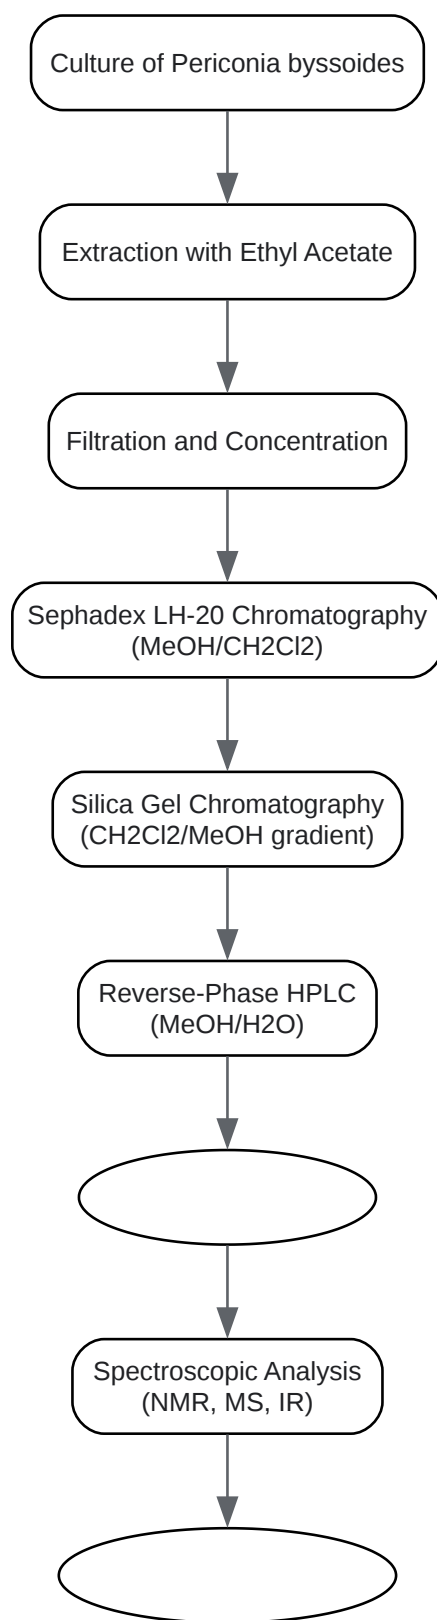 Culture of Periconia byssoides
Extraction with Ethyl Acetate
Filtration and Concentration
Sephadex LH-20 Chromatography
(MeOH/CH2Cl2)
Silica Gel Chromatography
(CH2Cl2/MeOH gradient)
Reverse-Phase HPLC
(MeOH/H2O)
Spectroscopic Analysis
(NMR, MS, IR)